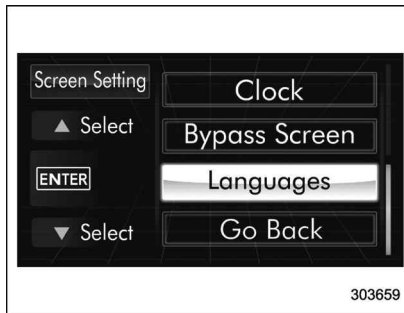 Screen Setting
Clock
▲ Select
Bypass Screen
ENTER
Languages
▼ Select
Go Back
303659